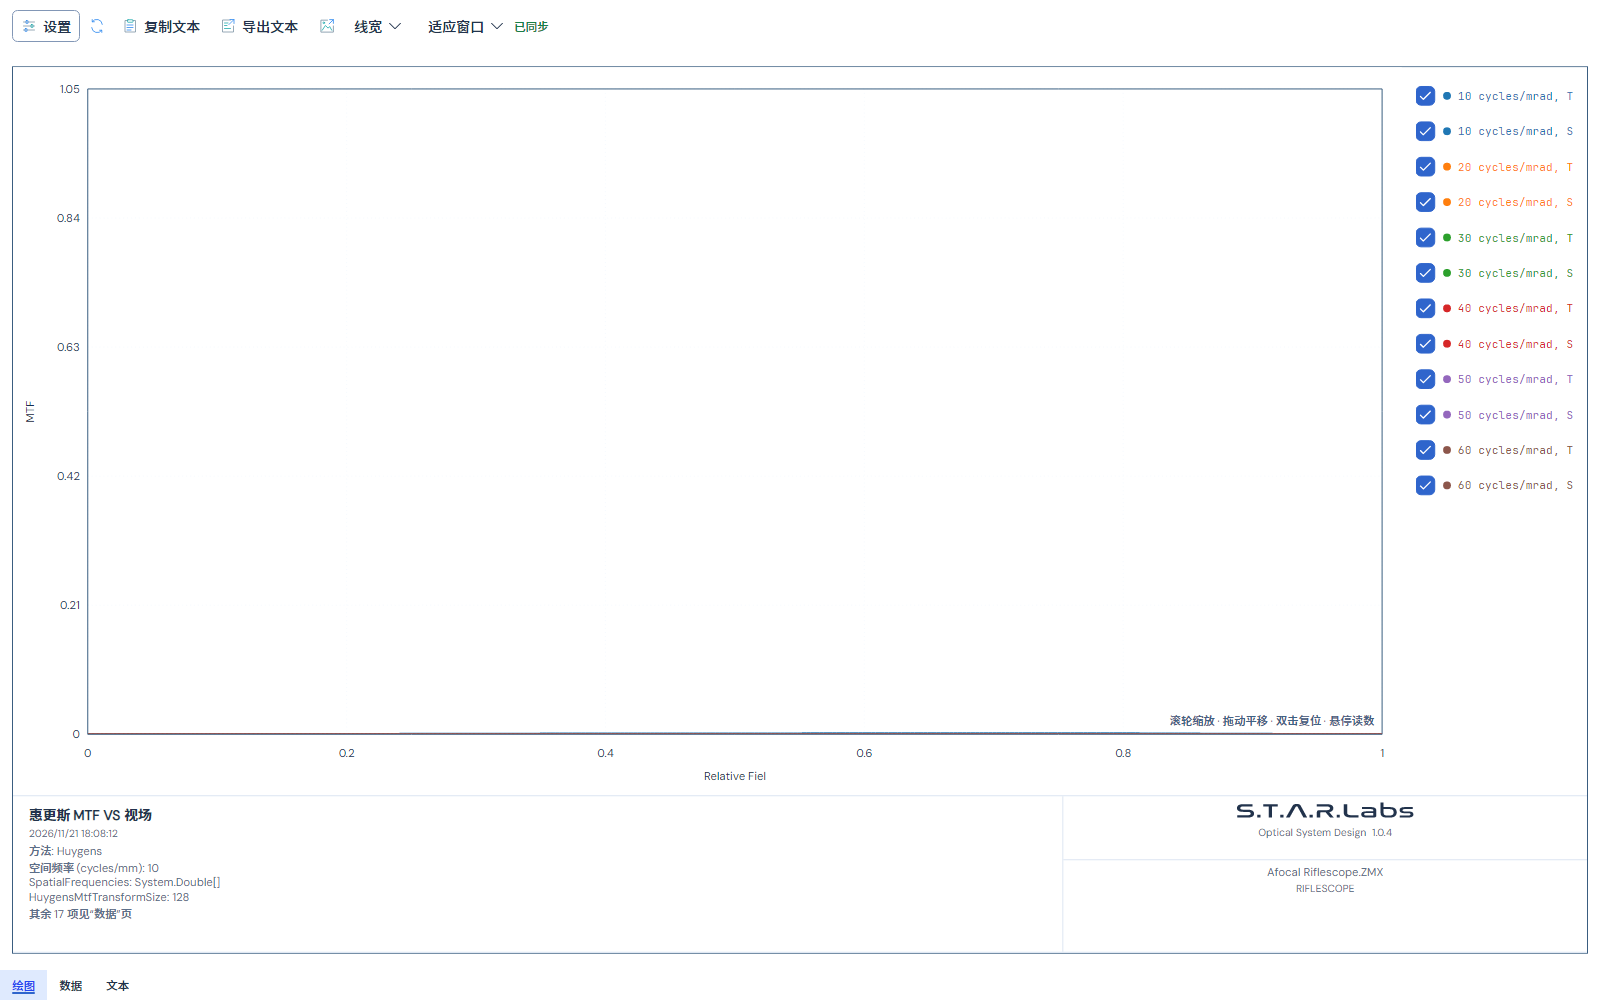 设置 复制文本 导出文本 线宽 适应窗口 已同步
1.05
0.84
0.63
0.42
0.21
0
MTF
0 0.2 0.4 0.6 0.8 1
Relative Fiel
滚轮缩放 · 拖动平移 · 双击复位 · 悬停读数
10 cycles/mrad, T
10 cycles/mrad, S
20 cycles/mrad, T
20 cycles/mrad, S
30 cycles/mrad, T
30 cycles/mrad, S
40 cycles/mrad, T
40 cycles/mrad, S
50 cycles/mrad, T
50 cycles/mrad, S
60 cycles/mrad, T
60 cycles/mrad, S
惠更斯 MTF VS 视场
2026/11/21 18:08:12
方法: Huygens
空间频率 (cycles/mm): 10
SpatialFrequencies: System.Double[]
HuygensMtfTransformSize: 128
其余 17 项见“数据”页
S.T.A.R.Labs
Optical System Design 1.0.4
Afocal Riflescope.ZMX
RIFLESCOPE
绘图 数据 文本